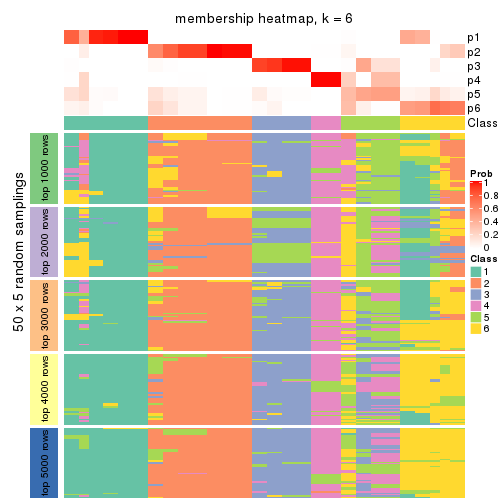 membership heatmap, k = 6
p1
p2
p3
p4
p5
p6
Class
50 x 5 random samplings
top 1000 rows
top 2000 rows
top 3000 rows
top 4000 rows
top 5000 rows
Prob
1
0.8
0.6
0.4
0.2
0
Class
1
2
3
4
5
6